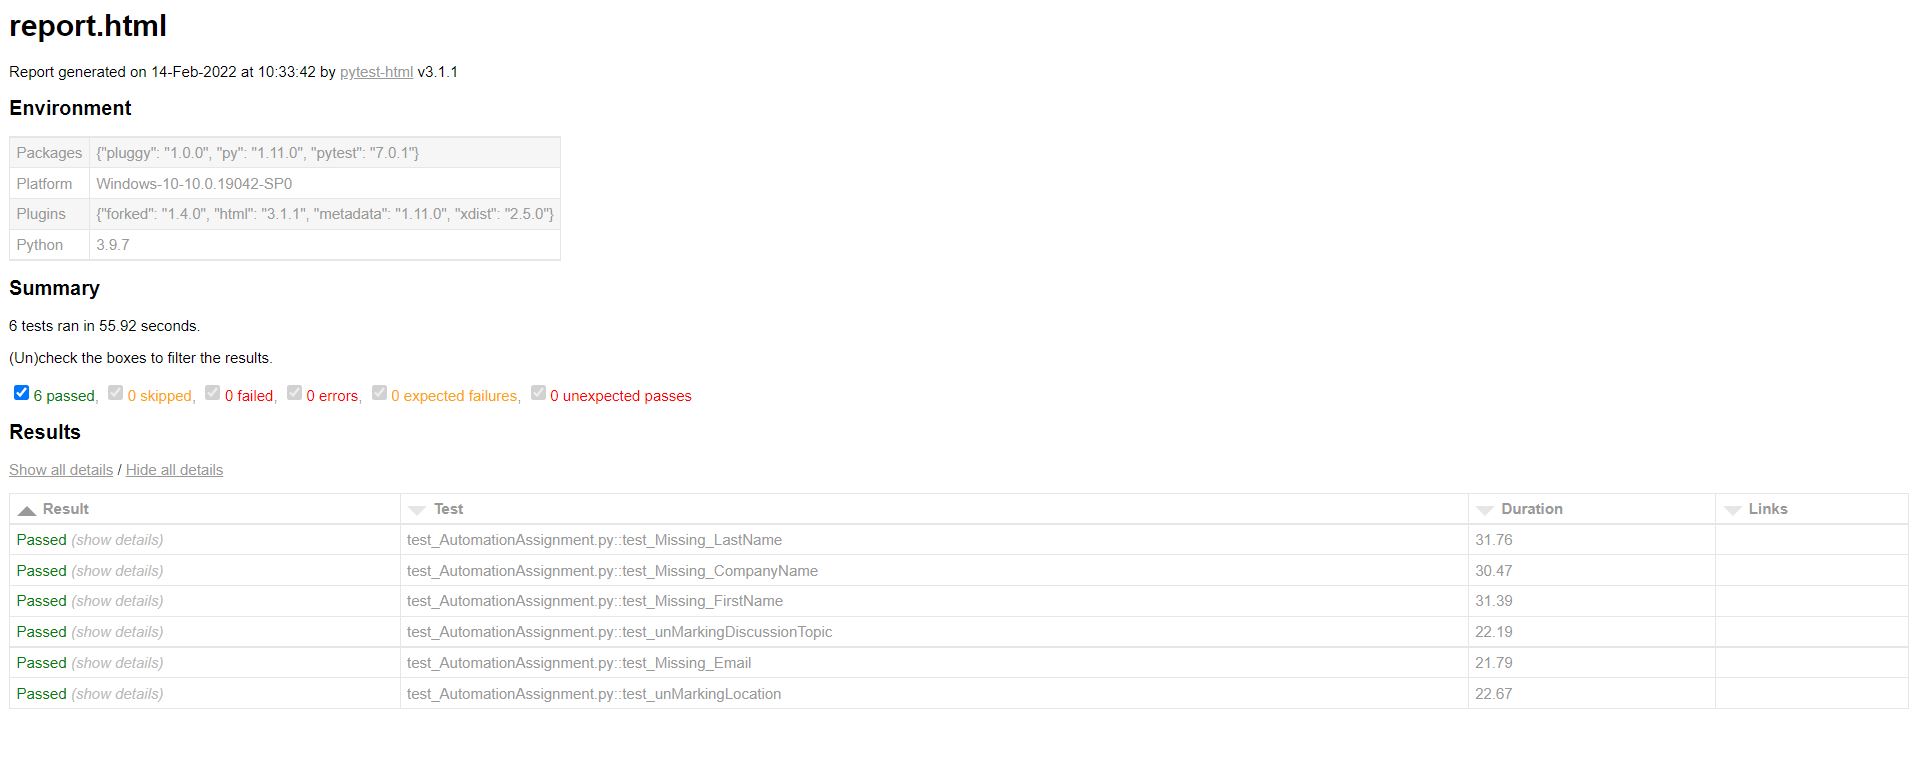 report.html
Report generated on 14-Feb-2022 at 10:33:42 by pytest-html v3.1.1
Environment
Packages {"pluggy": "1.0.0", "py": "1.11.0", "pytest": "7.0.1"}
Platform Windows-10-10.0.19042-SP0
Plugins {"forked": "1.4.0", "html": "3.1.1", "metadata": "1.11.0", "xdist": "2.5.0"}
Python 3.9.7
Summary
6 tests ran in 55.92 seconds.
(Un)check the boxes to filter the results.
6 passed, 0 skipped, 0 failed, 0 errors, 0 expected failures, 0 unexpected passes
Results
Show all details / Hide all details
Result Test Duration Links
Passed (show details) test_AutomationAssignment.py::test_Missing_LastName 31.76
Passed (show details) test_AutomationAssignment.py::test_Missing_CompanyName 30.47
Passed (show details) test_AutomationAssignment.py::test_Missing_FirstName 31.39
Passed (show details) test_AutomationAssignment.py::test_unMarkingDiscussionTopic 22.19
Passed (show details) test_AutomationAssignment.py::test_Missing_Email 21.79
Passed (show details) test_AutomationAssignment.py::test_unMarkingLocation 22.67